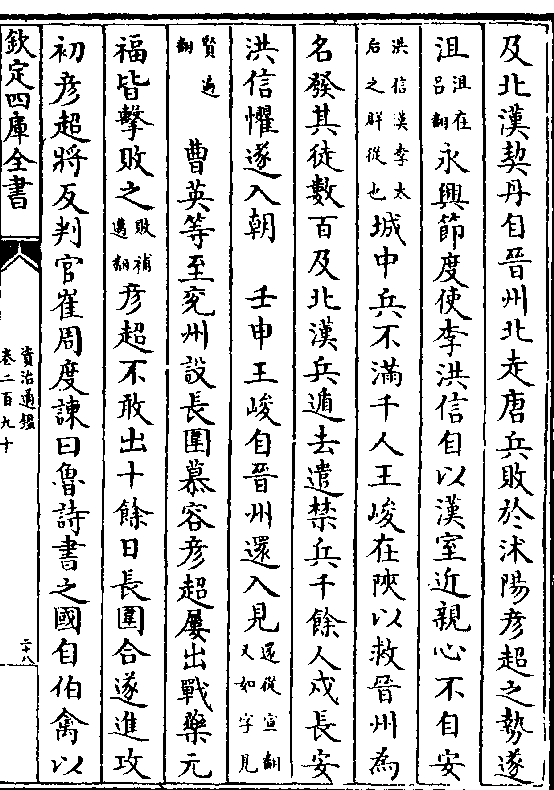 及北漢契丹自晉州北走唐兵敗於沭陽彦超之勢遂
沮沮在吕翻永興節度使李洪信自以漢室近親心不自安
洪信漢李太后之群從也城中兵不滿千人王峻在陜以救晉州為
名發其徒數百及北漢兵遁去遣禁兵千餘人戍長安
洪信懼遂入朝　壬申王峻自晉州還入見還從宣翻又如字見
賢遍翻　曹英等至兖州設長圍慕容彦超屢出戰藥元
福皆擊敗之敗補邁翻彦超不敢出十餘日長圍合遂進攻
初彦超將反判官崔周度諫曰魯詩書之國自伯禽以
欽定四庫全書
資治通鑑
卷二百九十
二十八